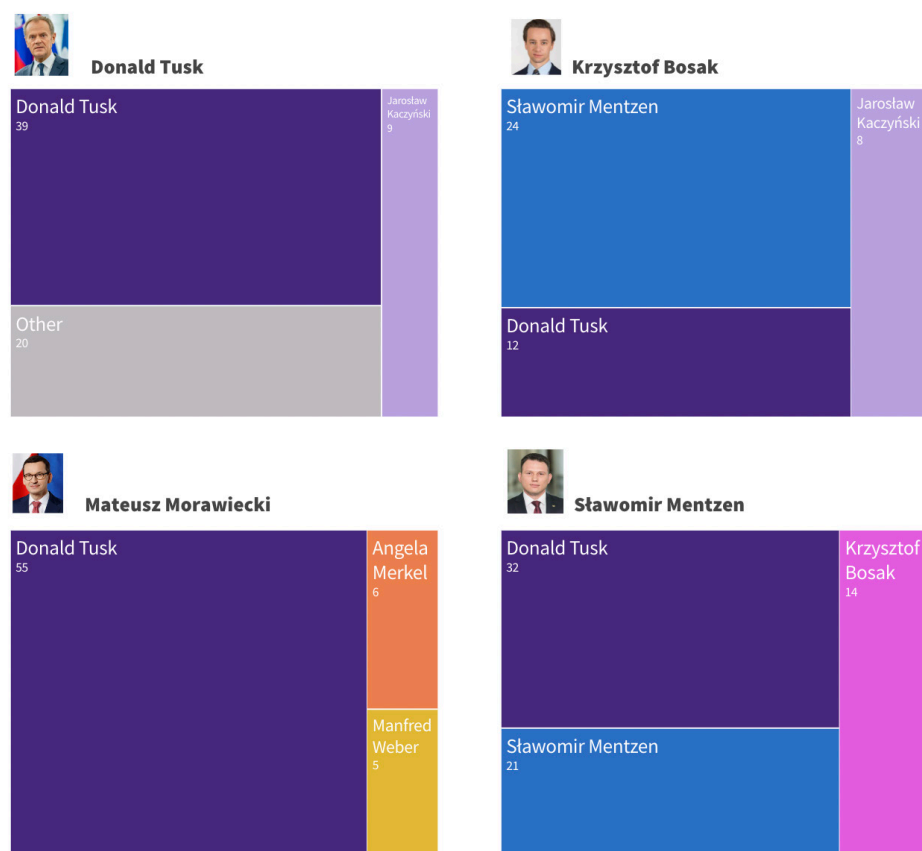 Donald Tusk
Donald Tusk
39
Jarosław
Kaczyński
9
Other
20
Krzysztof Bosak
Sławomir Mentzen
24
Jarosław
Kaczyński
8
Donald Tusk
12
Mateusz Morawiecki
Donald Tusk
55
Angela
Merkel
6
Manfred
Weber
5
Sławomir Mentzen
Donald Tusk
32
Krzysztof
Bosak
14
Sławomir Mentzen
21